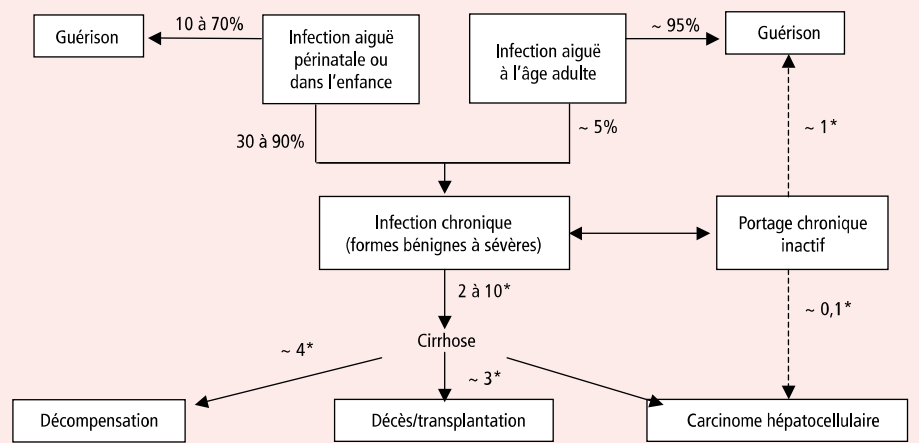 Guérison
10 à 70%
Infection aiguë
périnatale ou
dans l'enfance
Infection aiguë
à l'âge adulte
~ 95%
Guérison
30 à 90%
~ 5%
~ 1*
Infection chronique
(formes bénignes à sévères)
Portage chronique
inactif
2 à 10*
~ 0,1*
Cirrhose
~ 4*
~ 3*
Décompensation
Décès/transplantation
Carcinome hépatocellulaire